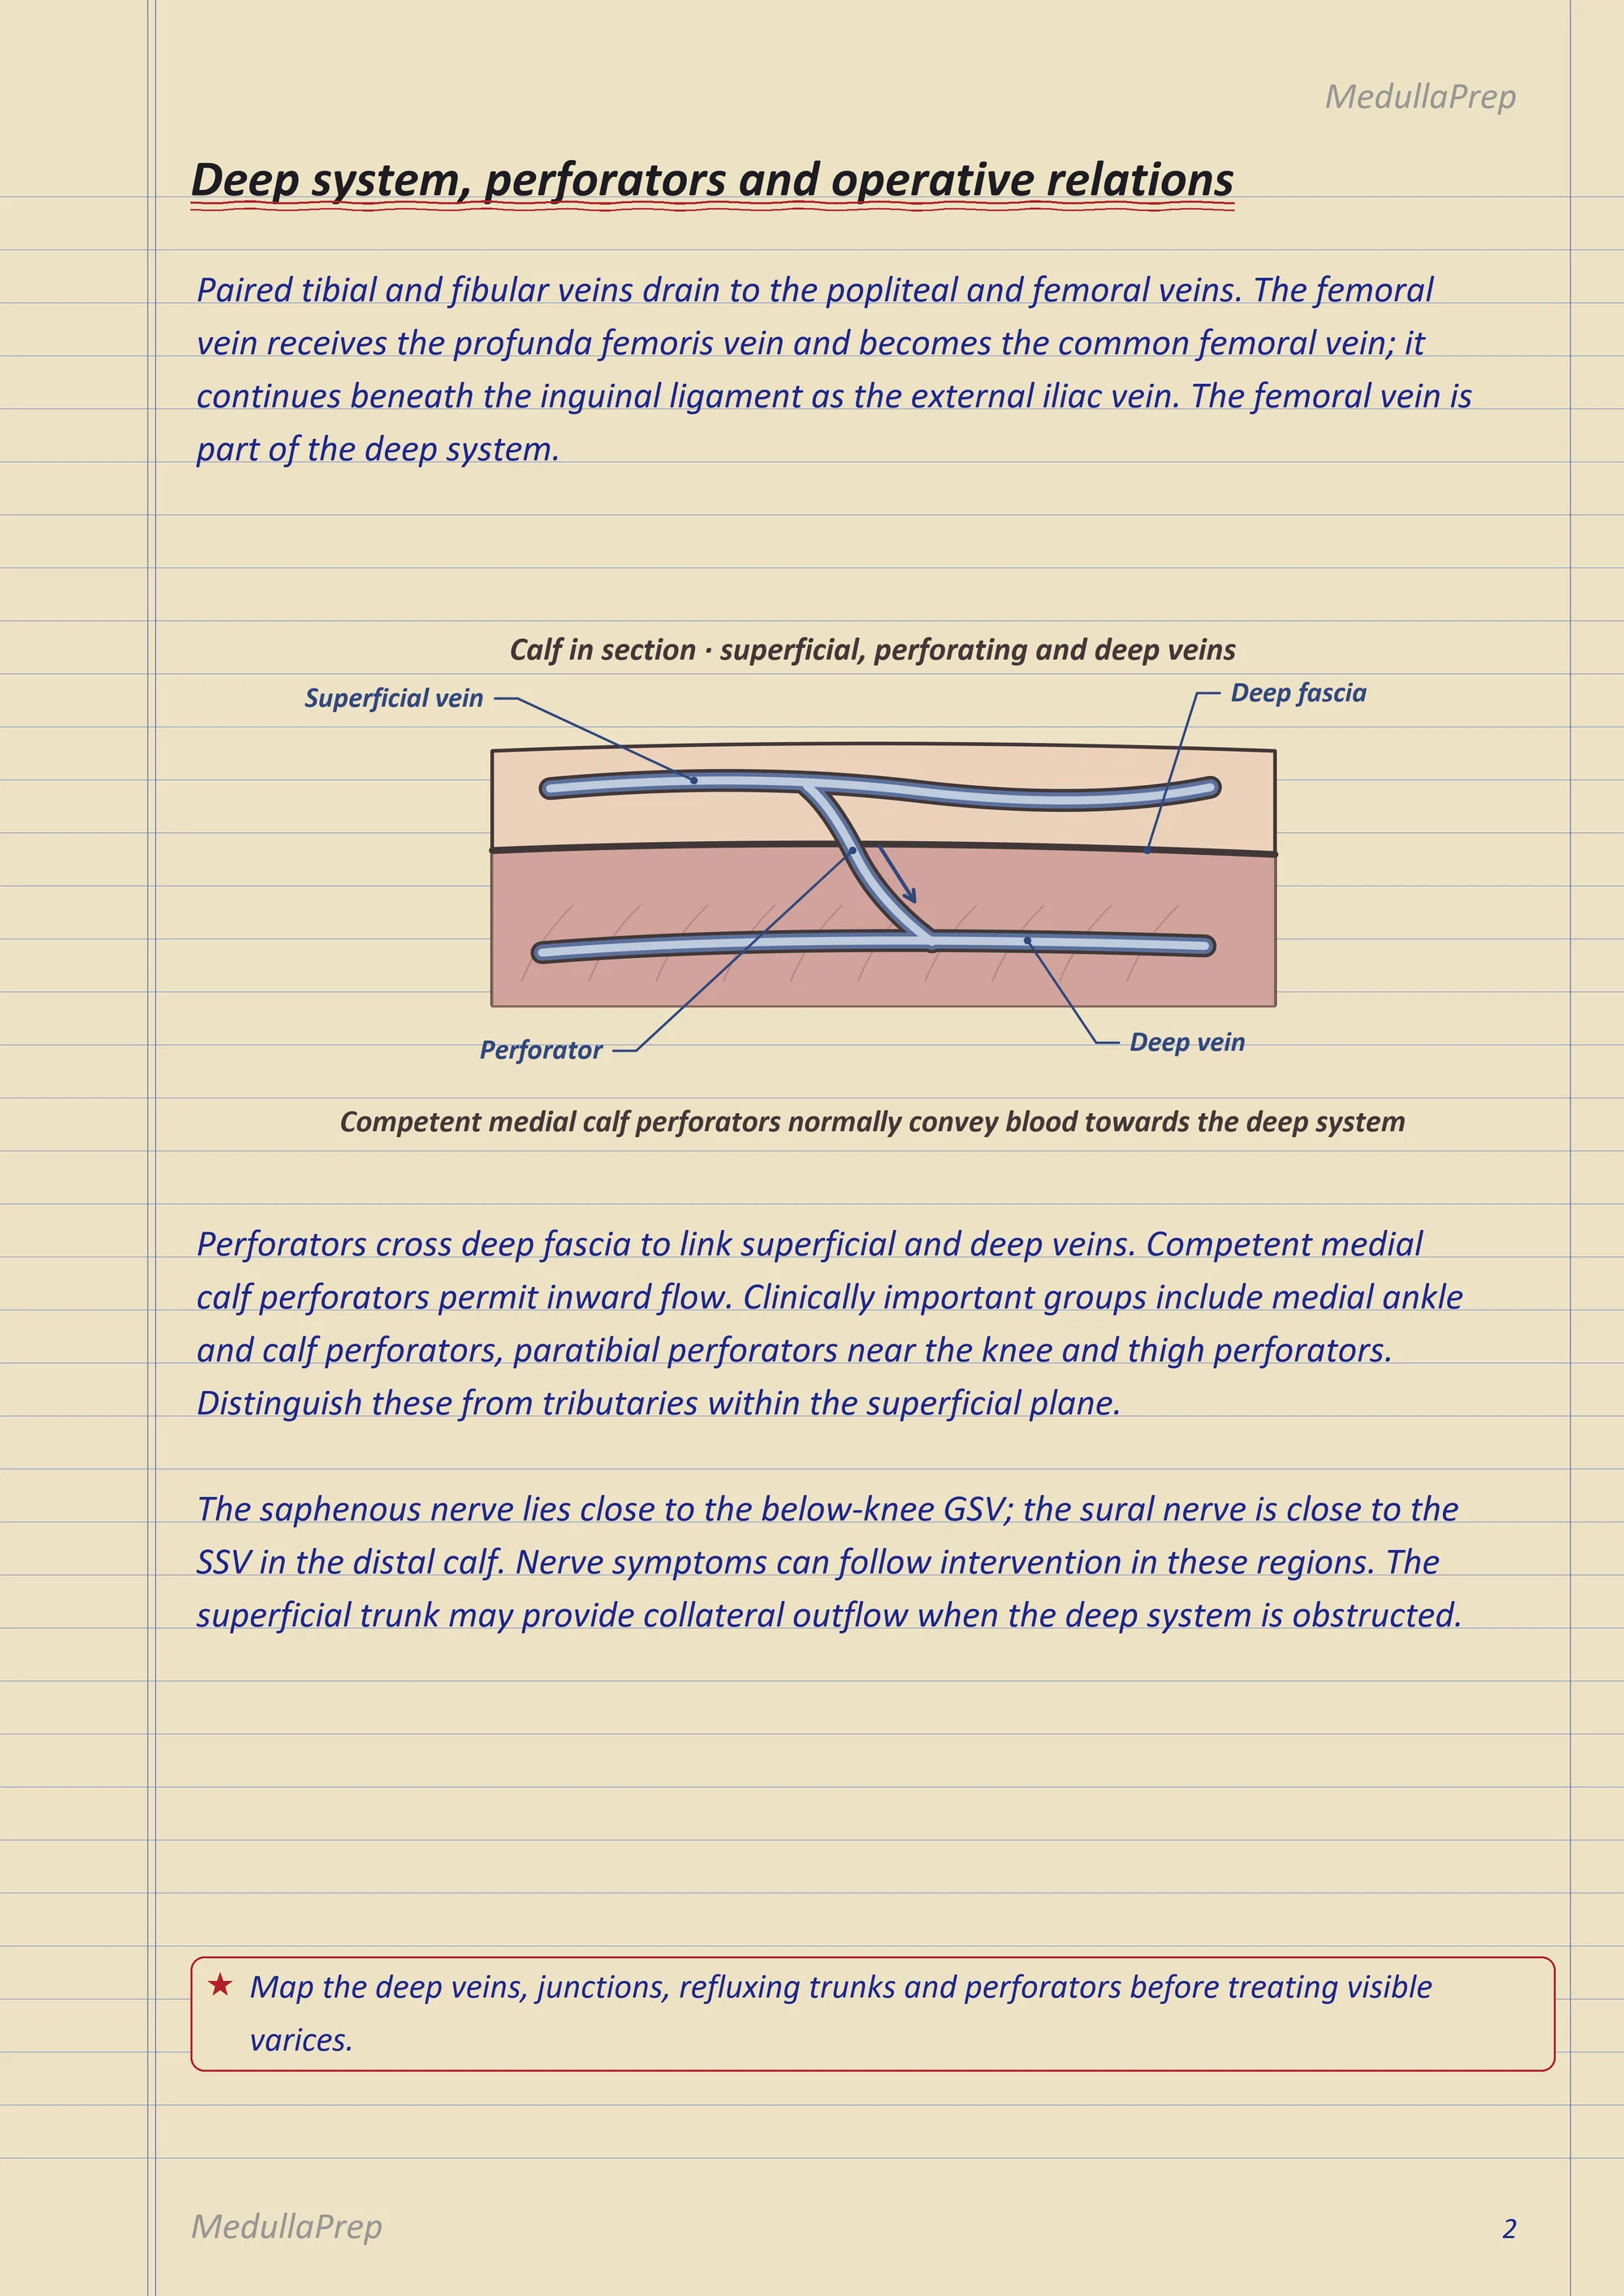 MedullaPrep
Deep system, perforators and operative relations
Paired tibial and fibular veins drain to the popliteal and femoral veins. The femoral
vein receives the profunda femoris vein and becomes the common femoral vein; it
continues beneath the inguinal ligament as the external iliac vein. The femoral vein is
part of the deep system.
Calf in section · superficial, perforating and deep veins
Superficial vein
Deep fascia
Perforator
Deep vein
Competent medial calf perforators normally convey blood towards the deep system
Perforators cross deep fascia to link superficial and deep veins. Competent medial
calf perforators permit inward flow. Clinically important groups include medial ankle
and calf perforators, paratibial perforators near the knee and thigh perforators.
Distinguish these from tributaries within the superficial plane.
The saphenous nerve lies close to the below-knee GSV; the sural nerve is close to the
SSV in the distal calf. Nerve symptoms can follow intervention in these regions. The
superficial trunk may provide collateral outflow when the deep system is obstructed.
★ Map the deep veins, junctions, refluxing trunks and perforators before treating visible
varices.
MedullaPrep
2